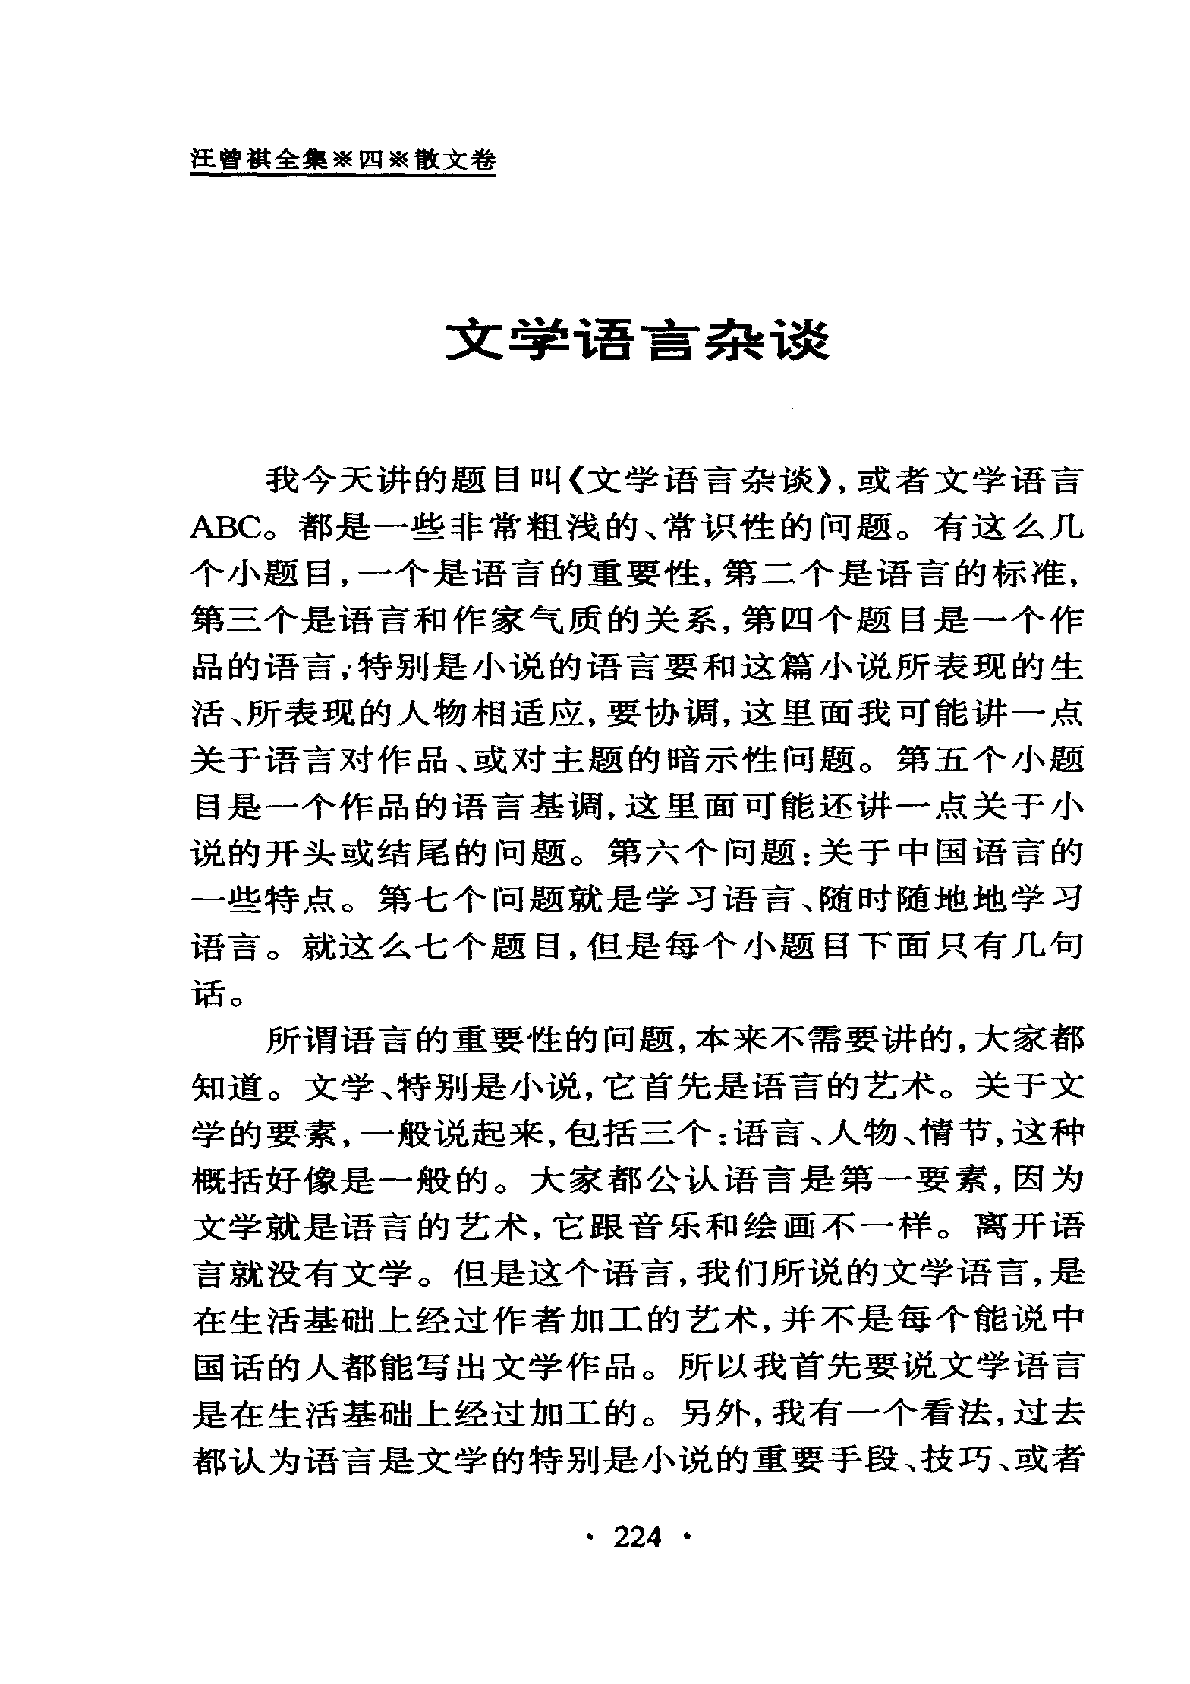 汪曾祺全集※四※散文卷
文学语言杂谈
我今天讲的题目叫《文学语言杂谈》,或者文学语言
ABC。都是一些非常粗浅的、常识性的问题。有这么几
个小题目,一个是语言的重要性,第二个是语言的标准,
第三个是语言和作家气质的关系,第四个题目是一个作
品的语言,特别是小说的语言要和这篇小说所表现的生
活、所表现的人物相适应,要协调,这里面我可能讲一点
关于语言对作品、或对主题的暗示性问题。第五个小题
目是一个作品的语言基调,这里面可能还讲一点关于小
说的开头或结尾的问题。第六个问题:关于中国语言的
一些特点。第七个问题就是学习语言、随时随地地学习
语言。就这么七个题目,但是每个小题目下面只有几句
话。
所谓语言的重要性的问题,本来不需要讲的,大家都
知道。文学、特别是小说,它首先是语言的艺术。关于文
学的要素,一般说起来,包括三个:语言、人物、情节,这种
概括好像是一般的。大家都公认语言是第一要素,因为
文学就是语言的艺术,它跟音乐和绘画不一样。离开语
言就没有文学。但是这个语言,我们所说的文学语言,是
在生活基础上经过作者加工的艺术,并不是每个能说中
国话的人都能写出文学作品。所以我首先要说文学语言
是在生活基础上经过加工的。另外,我有一个看法,过去
都认为语言是文学的特别是小说的重要手段、技巧、或者
· 224 ·